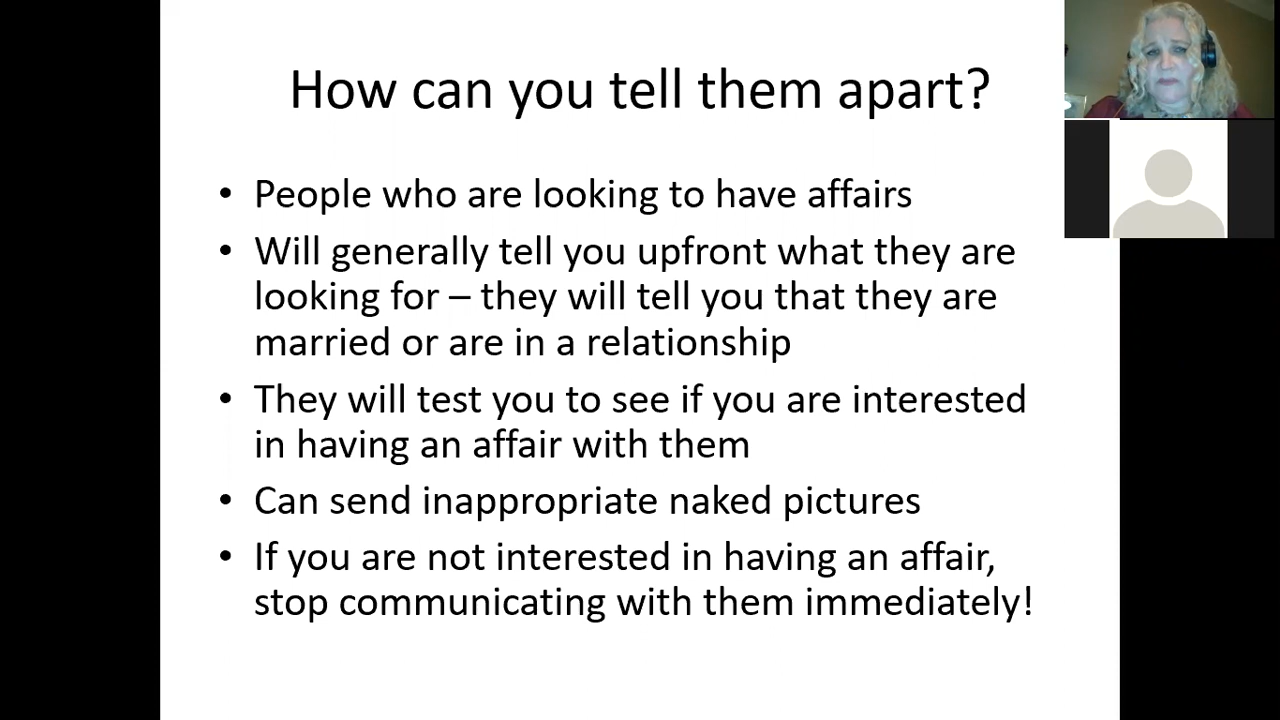 How can you tell them apart?
• People who are looking to have affairs
• Will generally tell you upfront what they are
looking for – they will tell you that they are
married or are in a relationship
• They will test you to see if you are interested
in having an affair with them
• Can send inappropriate naked pictures
• If you are not interested in having an affair,
stop communicating with them immediately!